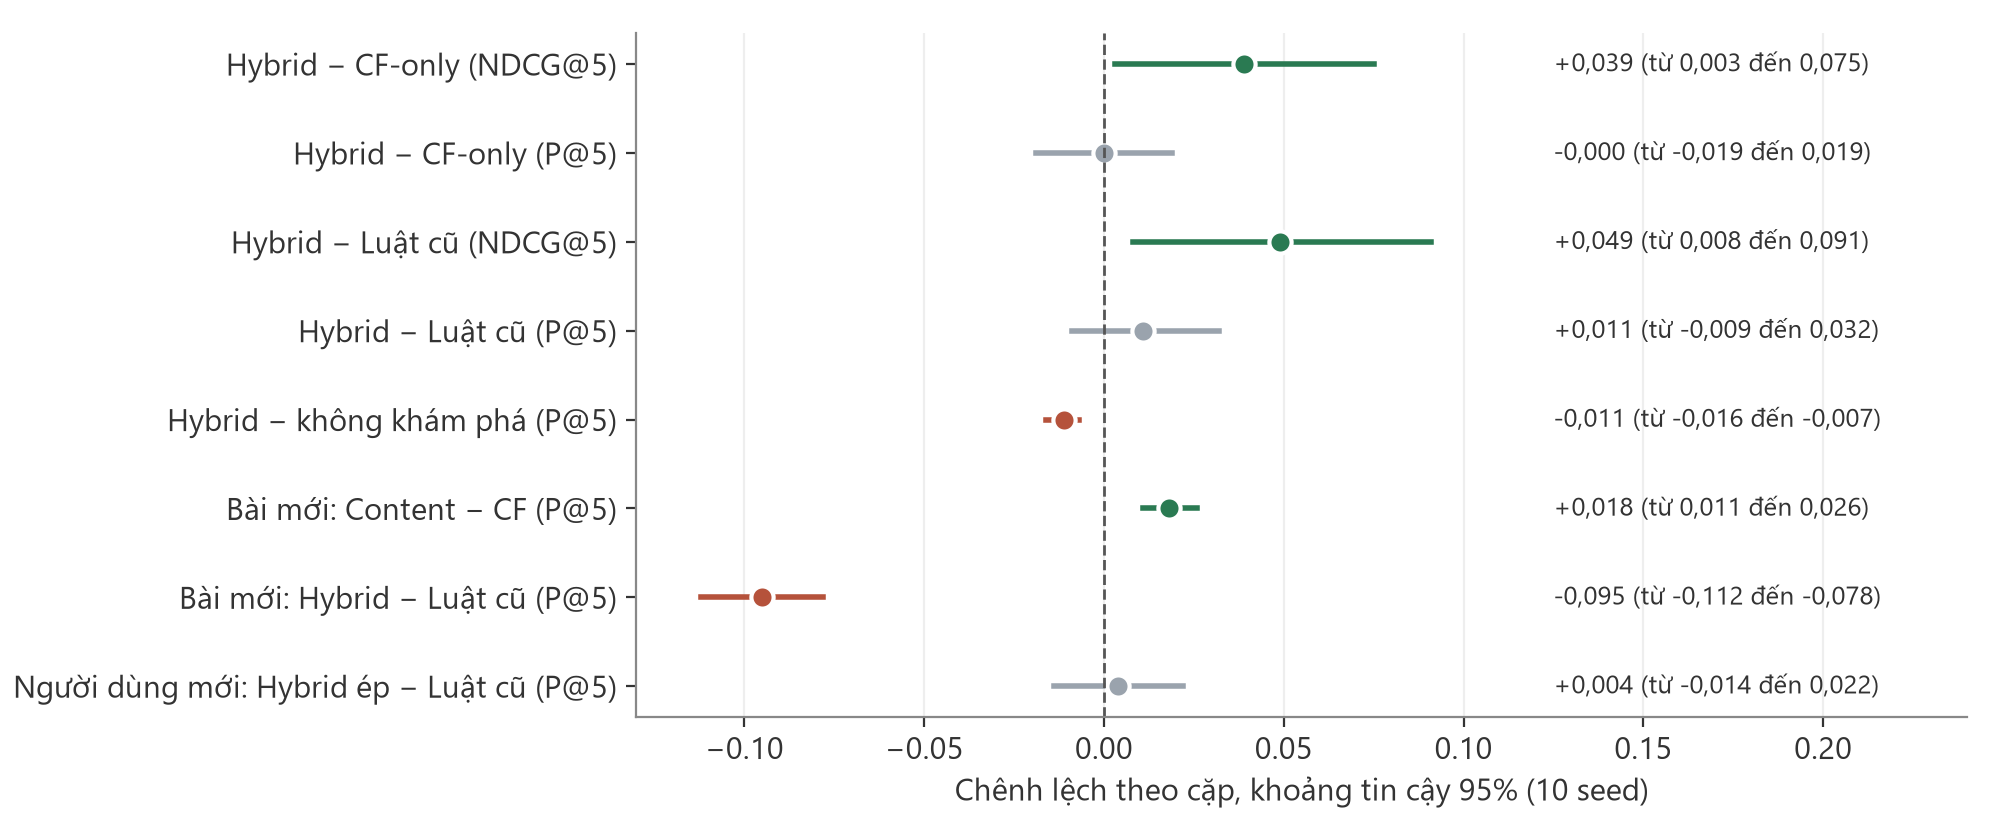 Hybrid − CF-only (NDCG@5) +0,039 (từ 0,003 đến 0,075)
Hybrid − CF-only (P@5) -0,000 (từ -0,019 đến 0,019)
Hybrid − Luật cũ (NDCG@5) +0,049 (từ 0,008 đến 0,091)
Hybrid − Luật cũ (P@5) +0,011 (từ -0,009 đến 0,032)
Hybrid − không khám phá (P@5) -0,011 (từ -0,016 đến -0,007)
Bài mới: Content − CF (P@5) +0,018 (từ 0,011 đến 0,026)
Bài mới: Hybrid − Luật cũ (P@5) -0,095 (từ -0,112 đến -0,078)
Người dùng mới: Hybrid ép − Luật cũ (P@5) +0,004 (từ -0,014 đến 0,022)
−0.10 −0.05 0.00 0.05 0.10 0.15 0.20
Chênh lệch theo cặp, khoảng tin cậy 95% (10 seed)